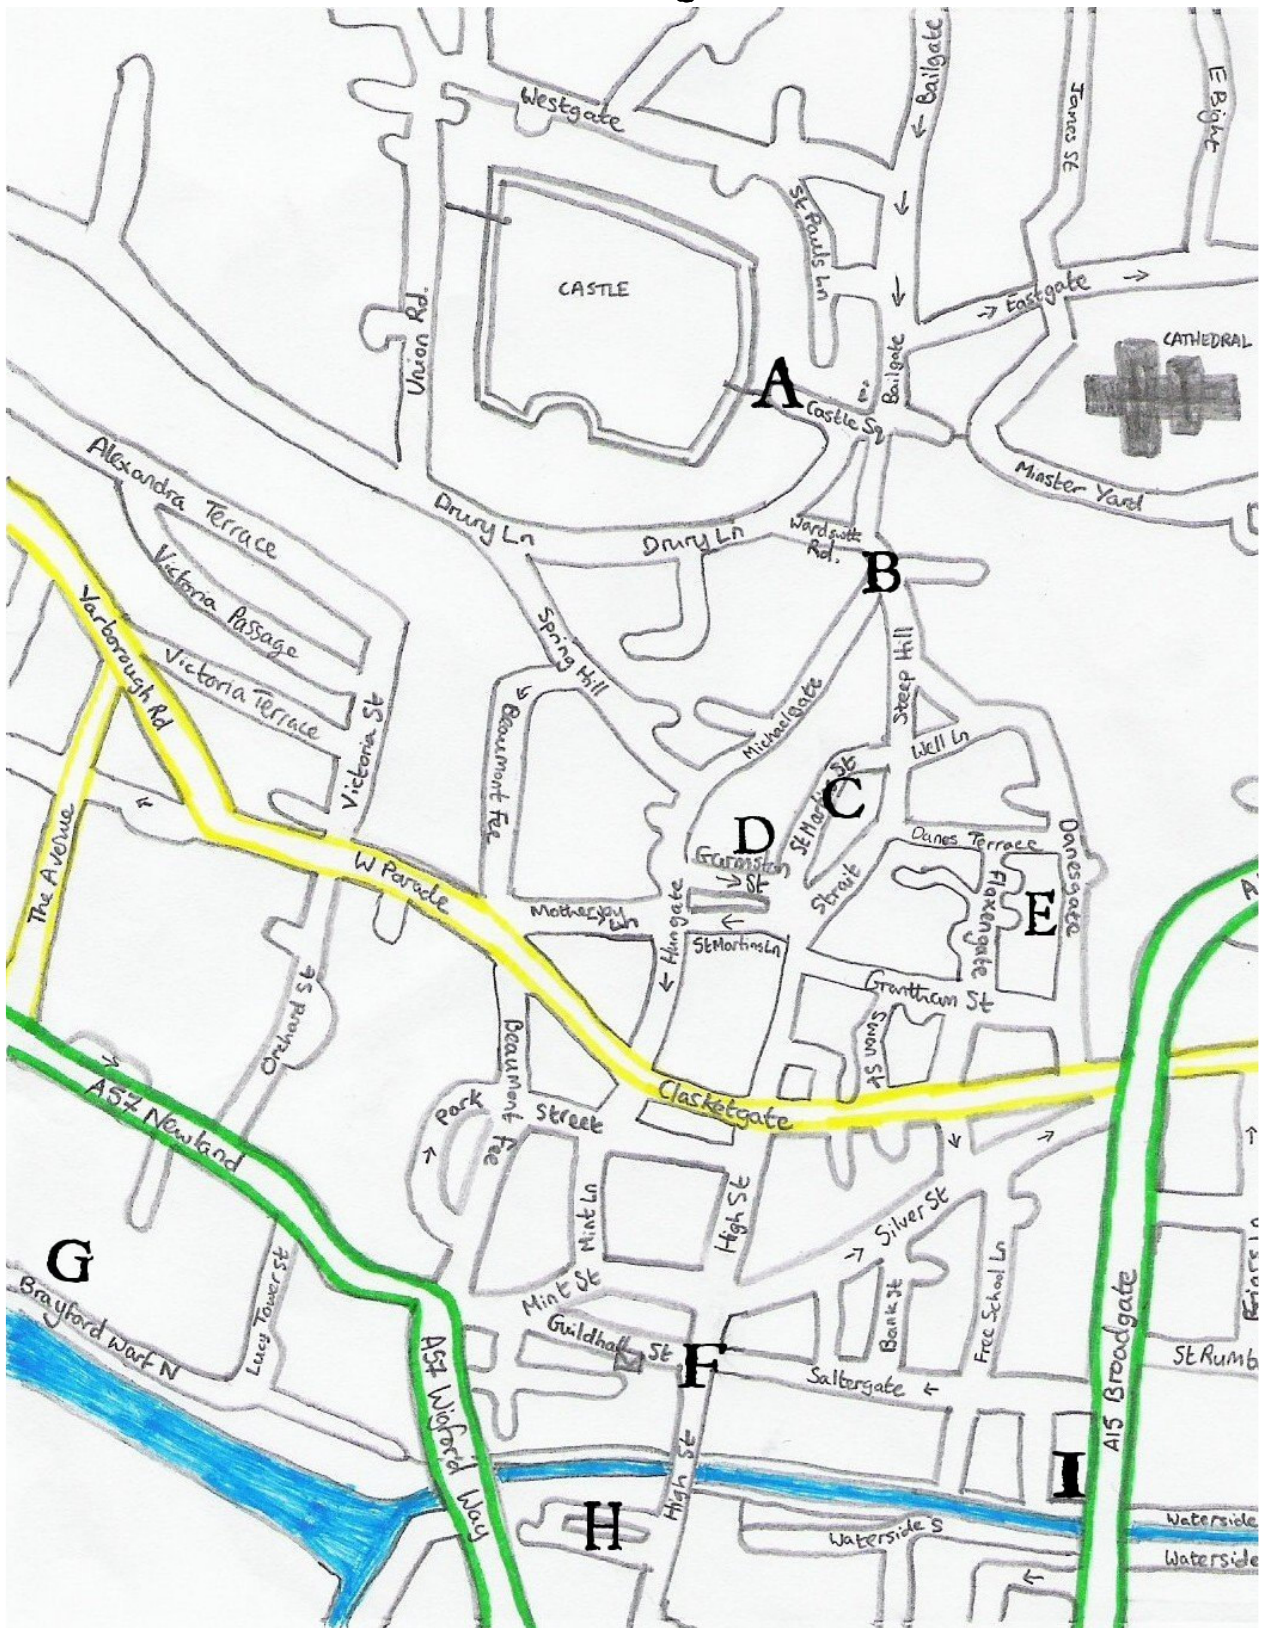 Westgate
← Bailgate
James St
E Bight
St Pauls Ln
CASTLE
Union Rd.
→ Eastgate →
CATHEDRAL
Bailgate
A
Castle Sq
Minster Yard
Alexandra Terrace
Drury Ln
Drury Ln
Rd.
B
Victoria Passage
Yarborough Rd
Victoria Terrace
Spring Hill
Steep Hill
← Beaumont Fee
Michaelgate
Victoria St
Well Ln
St Martin's St
C
D
The Avenue
←
W Parade
Danes Terrace
Danesgate
Garmston St
→
←
Strait
Flaxengate
E
Motherby Ln
→
Hungate
←
St Martins Ln
Grantham St
Swan St
Orchard St
→
A57 Newland
Beaumont Fee
Park Street
Clasketgate
Mint Ln
High St
→ Silver St
G
Brayford Warf N
Lucy Tower St
Mint St
Guildhall St
F
Bank St
Free School Ln
A15 Broadgate
St Rumb
Saltergate ←
A57 Wigford Way
High St
I
H
Waterside S
Waterside
Waterside